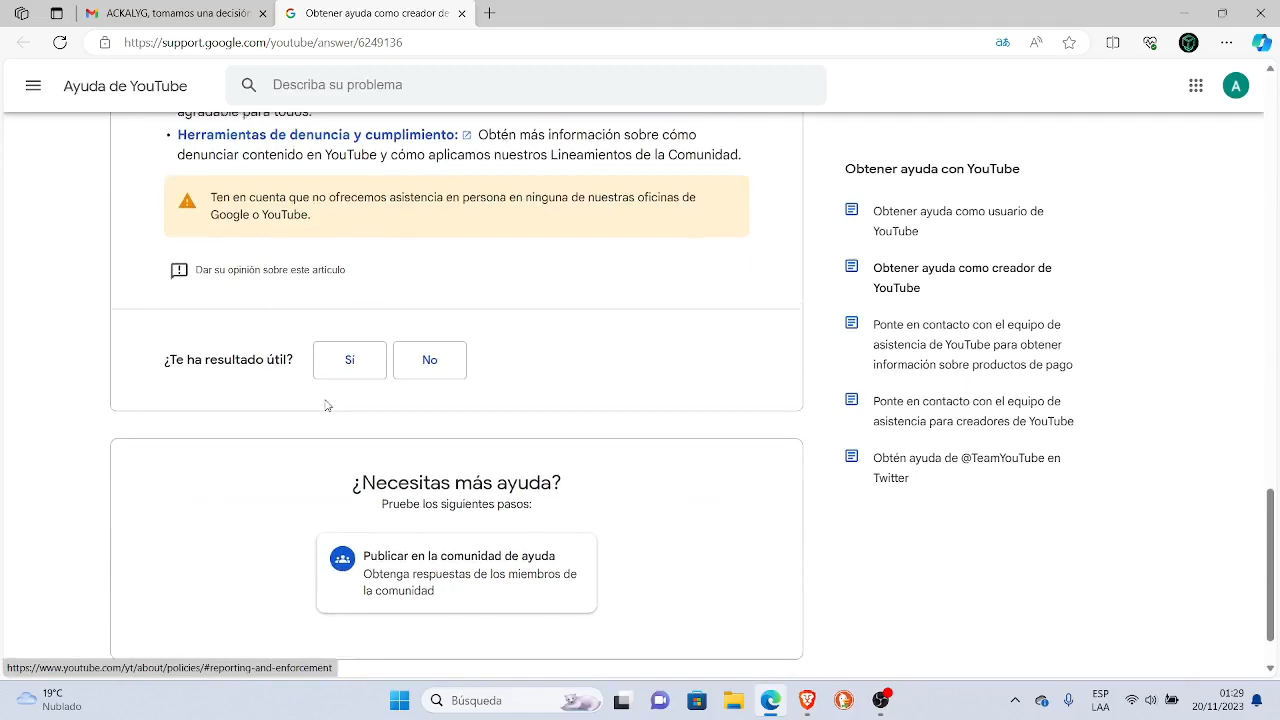 ACKALYG, tomamos una decisión
Obtener ayuda como creador de
https://support.google.com/youtube/answer/6249136
Ayuda de YouTube
Describa su problema
A
agradable para todos.
• Herramientas de denuncia y cumplimiento: Obtén más información sobre cómo
denunciar contenido en YouTube y cómo aplicamos nuestros Lineamientos de la Comunidad.
Ten en cuenta que no ofrecemos asistencia en persona en ninguna de nuestras oficinas de
Google o YouTube.
Dar su opinión sobre este artículo
¿Te ha resultado útil?
Sí
No
¿Necesitas más ayuda?
Pruebe los siguientes pasos:
Publicar en la comunidad de ayuda
Obtenga respuestas de los miembros de
la comunidad
Obtener ayuda con YouTube
Obtener ayuda como usuario de
YouTube
Obtener ayuda como creador de
YouTube
Ponte en contacto con el equipo de
asistencia de YouTube para obtener
información sobre productos de pago
Ponte en contacto con el equipo de
asistencia para creadores de YouTube
Obtén ayuda de @TeamYouTube en
Twitter
https://www.youtube.com/yt/about/policies/#reporting-and-enforcement
19°C
Nublado
Búsqueda
ESP
LAA
01:29
20/11/2023